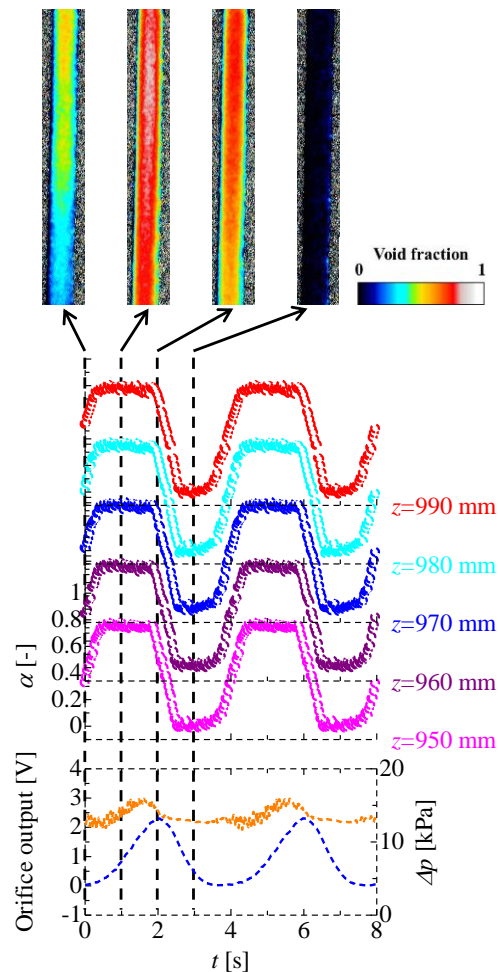 Void fraction
0 1
z=990 mm
z=980 mm
z=970 mm
z=960 mm
z=950 mm
α [-]
1
0.8
0.6
0.4
0.2
0
Orifice output [V]
4
3
2
1
0
-1
20
10
0
Δp [kPa]
0 2 4 6 8
t [s]